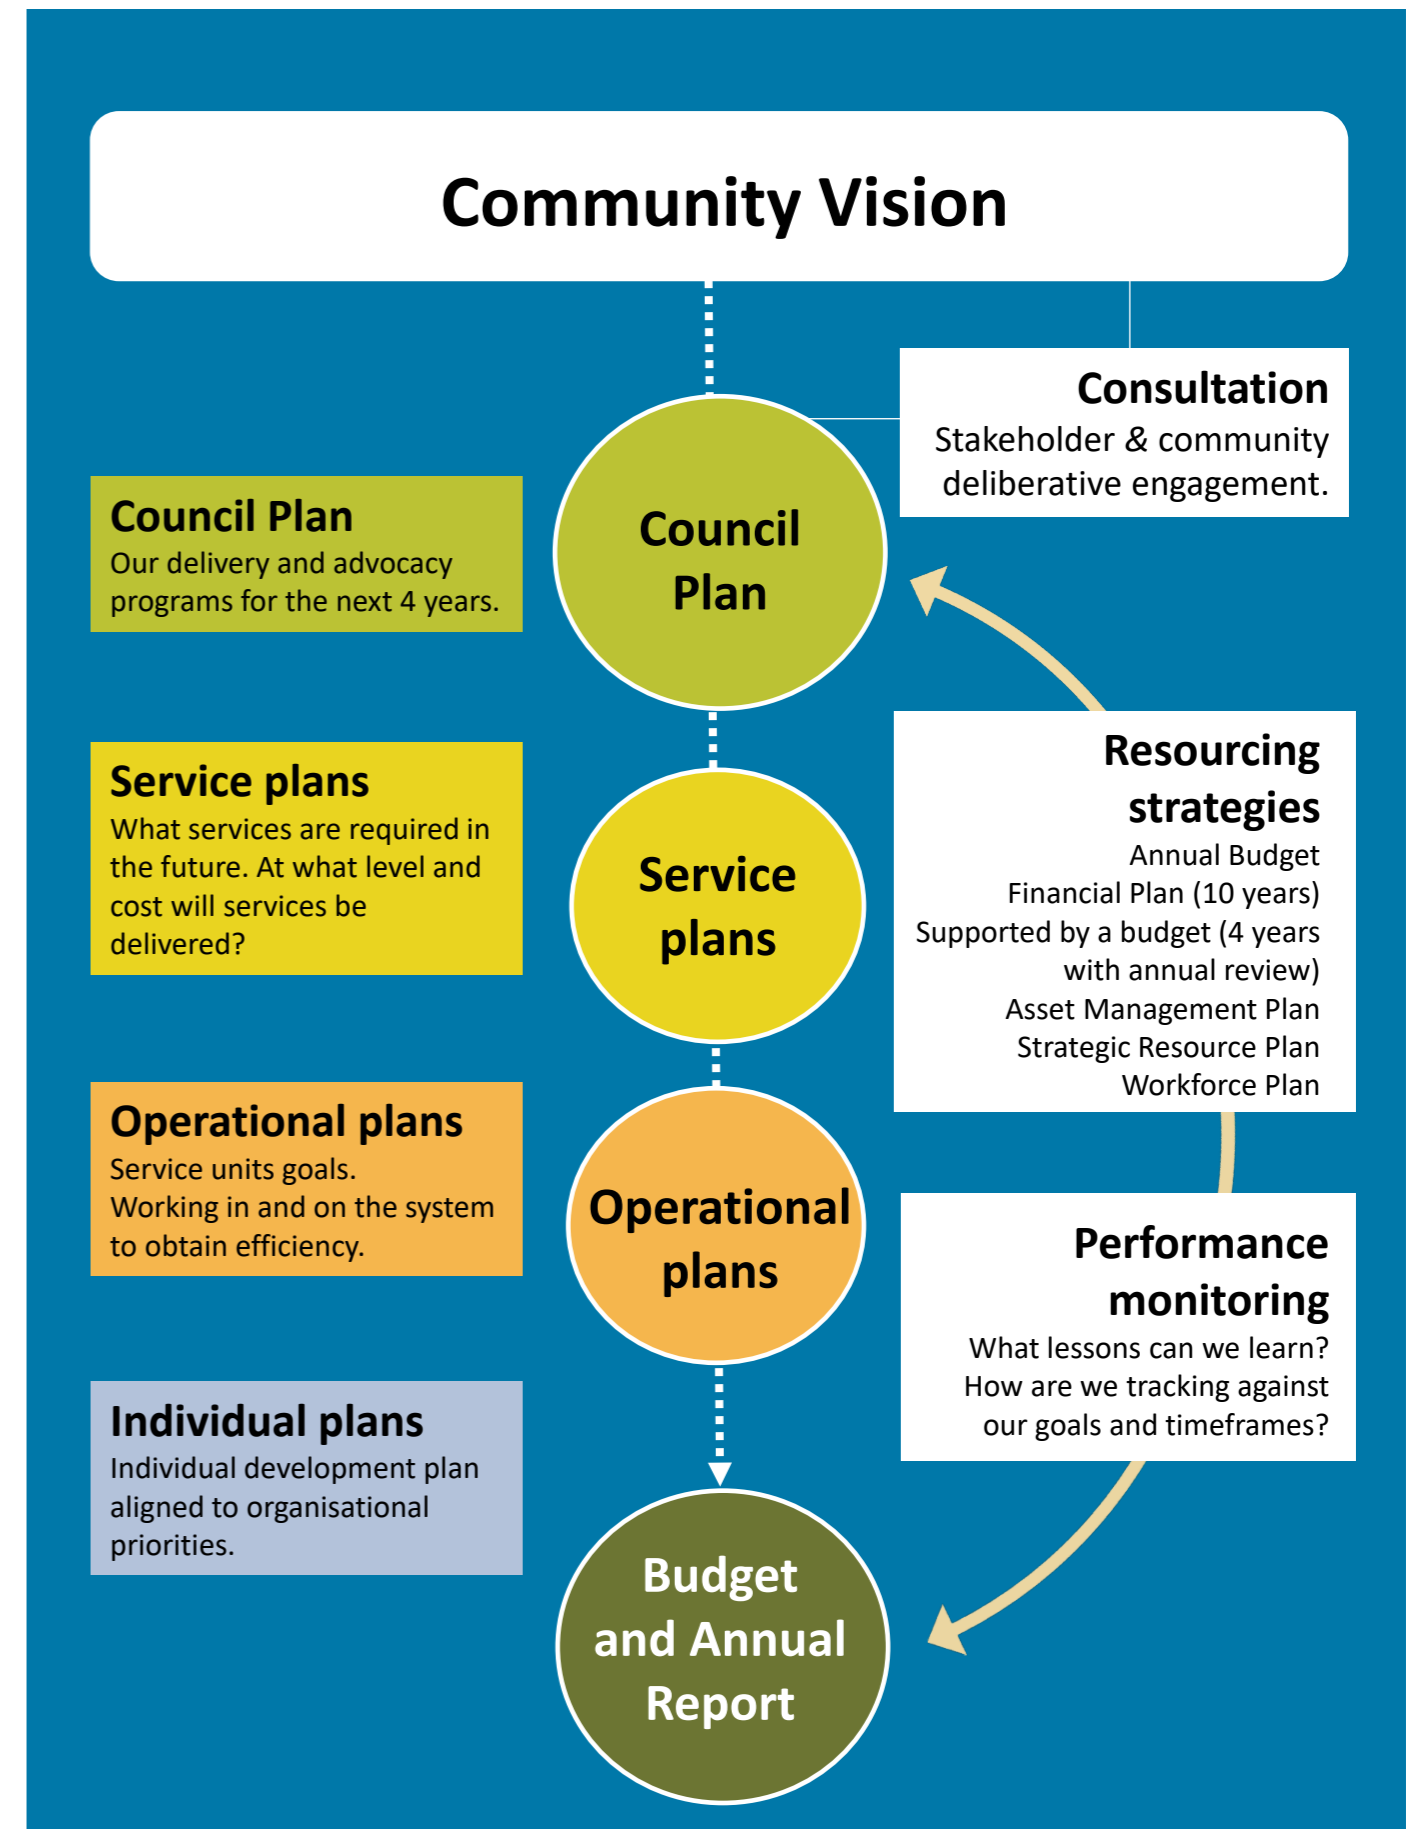 Community Vision
Consultation
Stakeholder & community
deliberative engagement.
Council Plan
Our delivery and advocacy
programs for the next 4 years.
Council
Plan
Service plans
What services are required in
the future. At what level and
cost will services be
delivered?
Service
plans
Resourcing
strategies
Annual Budget
Financial Plan (10 years)
Supported by a budget (4 years
with annual review)
Asset Management Plan
Strategic Resource Plan
Workforce Plan
Operational plans
Service units goals.
Working in and on the system
to obtain efficiency.
Operational
plans
Performance
monitoring
What lessons can we learn?
How are we tracking against
our goals and timeframes?
Individual plans
Individual development plan
aligned to organisational
priorities.
Budget
and Annual
Report